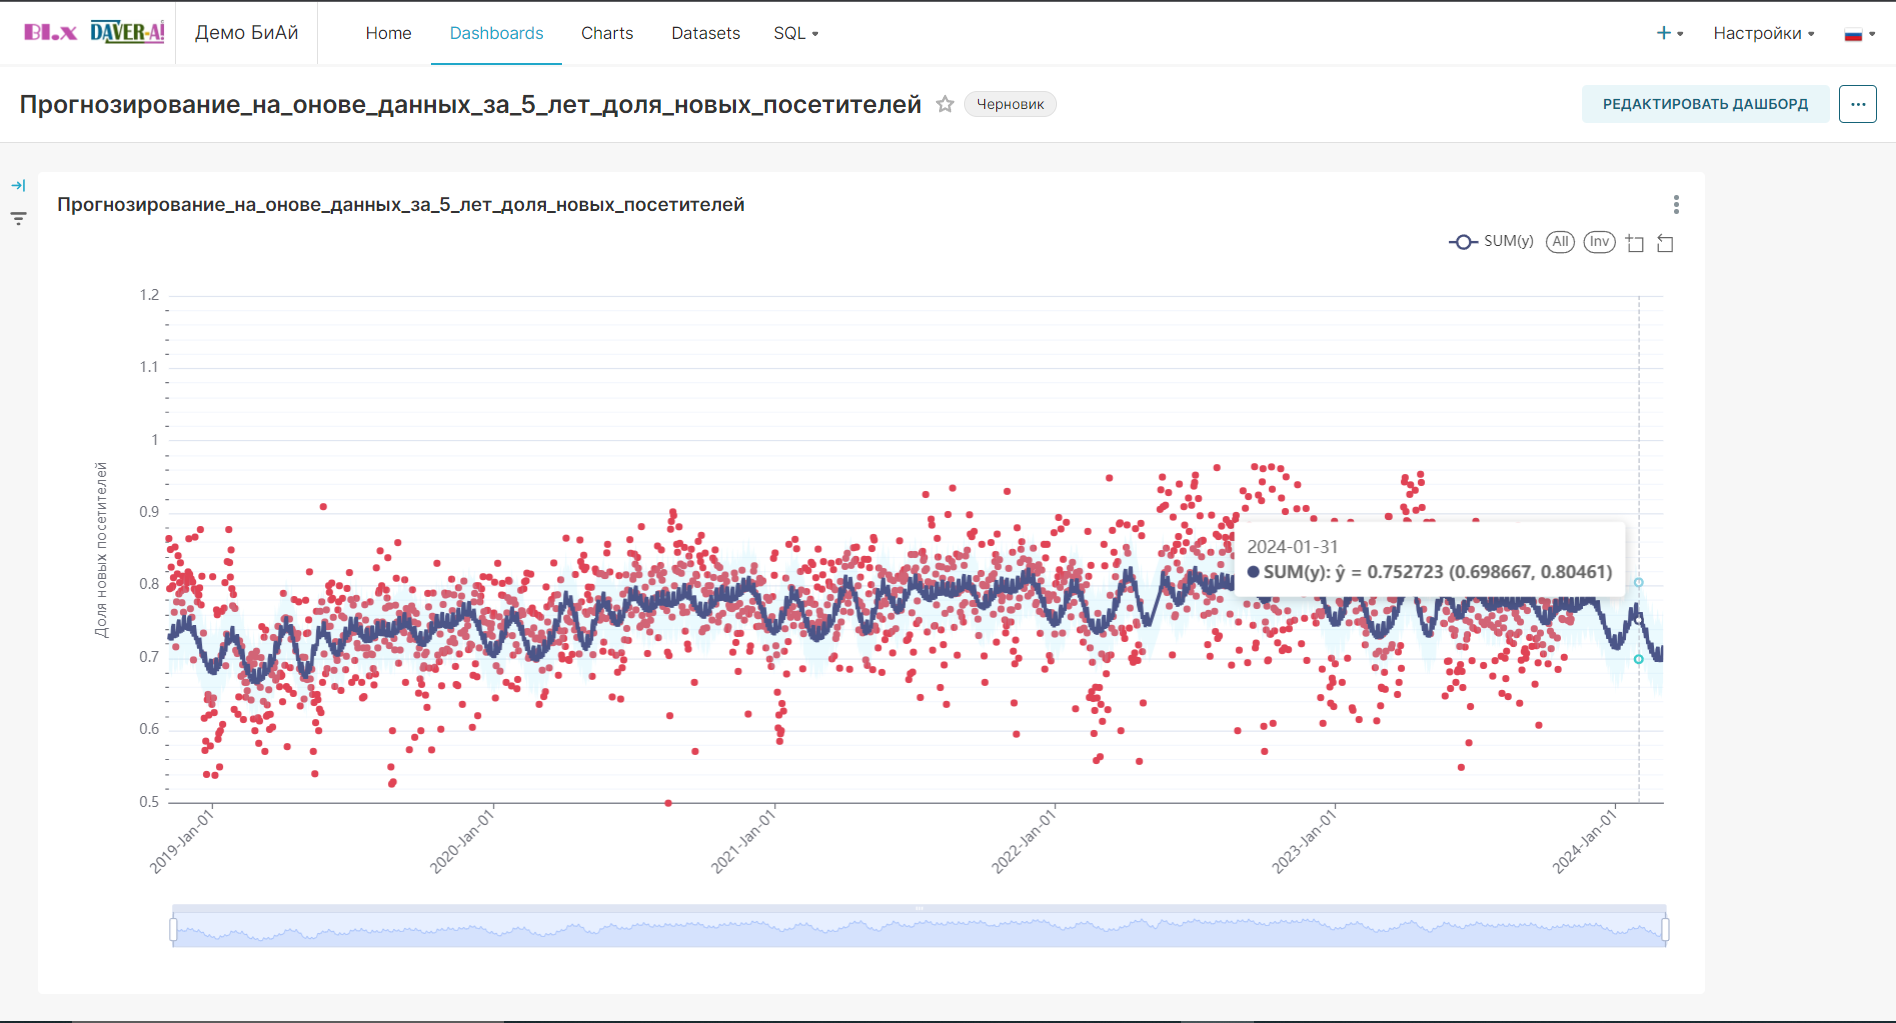 BI.X DAVER-AI Демо БиАй Home Dashboards Charts Datasets SQL + Настройки
Прогнозирование_на_онове_данных_за_5_лет_доля_новых_посетителей Черновик РЕДАКТИРОВАТЬ ДАШБОРД ...
Прогнозирование_на_онове_данных_за_5_лет_доля_новых_посетителей
SUM(y) All Inv
Доля новых посетителей
1.2
1.1
1
0.9
0.8
0.7
0.6
0.5
2024-01-31
SUM(y): ŷ = 0.752723 (0.698667, 0.80461)
2019-Jan-01 2020-Jan-01 2021-Jan-01 2022-Jan-01 2023-Jan-01 2024-Jan-01